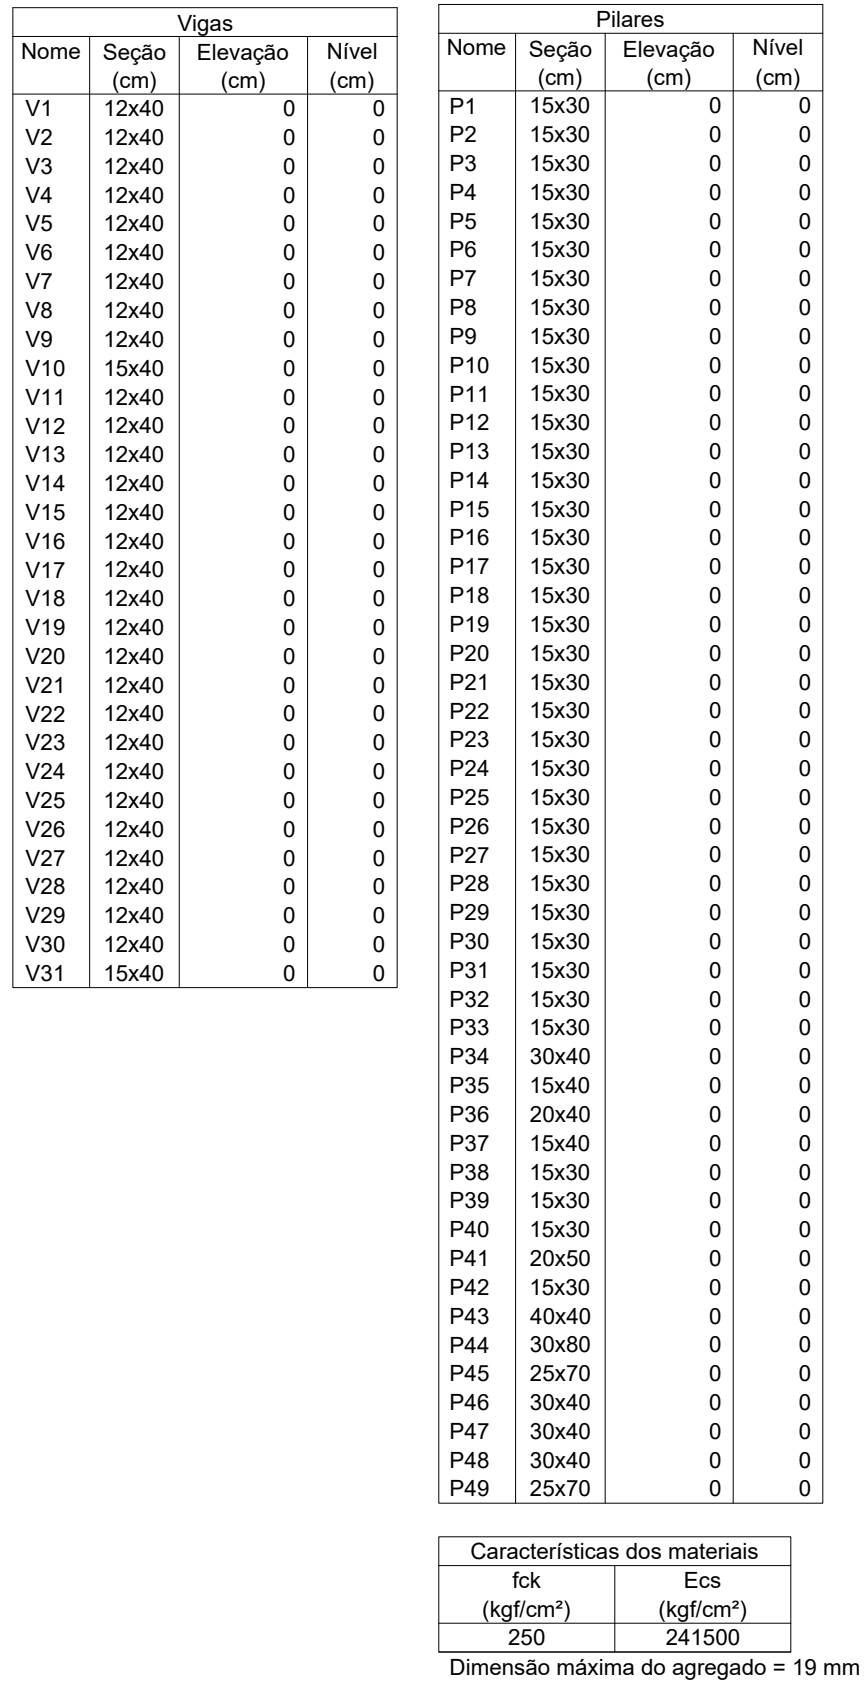 Vigas
Nome Seção Elevação Nível
(cm) (cm) (cm)
V1 12x40 0 0
V2 12x40 0 0
V3 12x40 0 0
V4 12x40 0 0
V5 12x40 0 0
V6 12x40 0 0
V7 12x40 0 0
V8 12x40 0 0
V9 12x40 0 0
V10 15x40 0 0
V11 12x40 0 0
V12 12x40 0 0
V13 12x40 0 0
V14 12x40 0 0
V15 12x40 0 0
V16 12x40 0 0
V17 12x40 0 0
V18 12x40 0 0
V19 12x40 0 0
V20 12x40 0 0
V21 12x40 0 0
V22 12x40 0 0
V23 12x40 0 0
V24 12x40 0 0
V25 12x40 0 0
V26 12x40 0 0
V27 12x40 0 0
V28 12x40 0 0
V29 12x40 0 0
V30 12x40 0 0
V31 15x40 0 0
Pilares
Nome Seção Elevação Nível
(cm) (cm) (cm)
P1 15x30 0 0
P2 15x30 0 0
P3 15x30 0 0
P4 15x30 0 0
P5 15x30 0 0
P6 15x30 0 0
P7 15x30 0 0
P8 15x30 0 0
P9 15x30 0 0
P10 15x30 0 0
P11 15x30 0 0
P12 15x30 0 0
P13 15x30 0 0
P14 15x30 0 0
P15 15x30 0 0
P16 15x30 0 0
P17 15x30 0 0
P18 15x30 0 0
P19 15x30 0 0
P20 15x30 0 0
P21 15x30 0 0
P22 15x30 0 0
P23 15x30 0 0
P24 15x30 0 0
P25 15x30 0 0
P26 15x30 0 0
P27 15x30 0 0
P28 15x30 0 0
P29 15x30 0 0
P30 15x30 0 0
P31 15x30 0 0
P32 15x30 0 0
P33 15x30 0 0
P34 30x40 0 0
P35 15x40 0 0
P36 20x40 0 0
P37 15x40 0 0
P38 15x30 0 0
P39 15x30 0 0
P40 15x30 0 0
P41 20x50 0 0
P42 15x30 0 0
P43 40x40 0 0
P44 30x80 0 0
P45 25x70 0 0
P46 30x40 0 0
P47 30x40 0 0
P48 30x40 0 0
P49 25x70 0 0
Características dos materiais
fck Ecs
(kgf/cm²) (kgf/cm²)
250 241500
Dimensão máxima do agregado = 19 mm